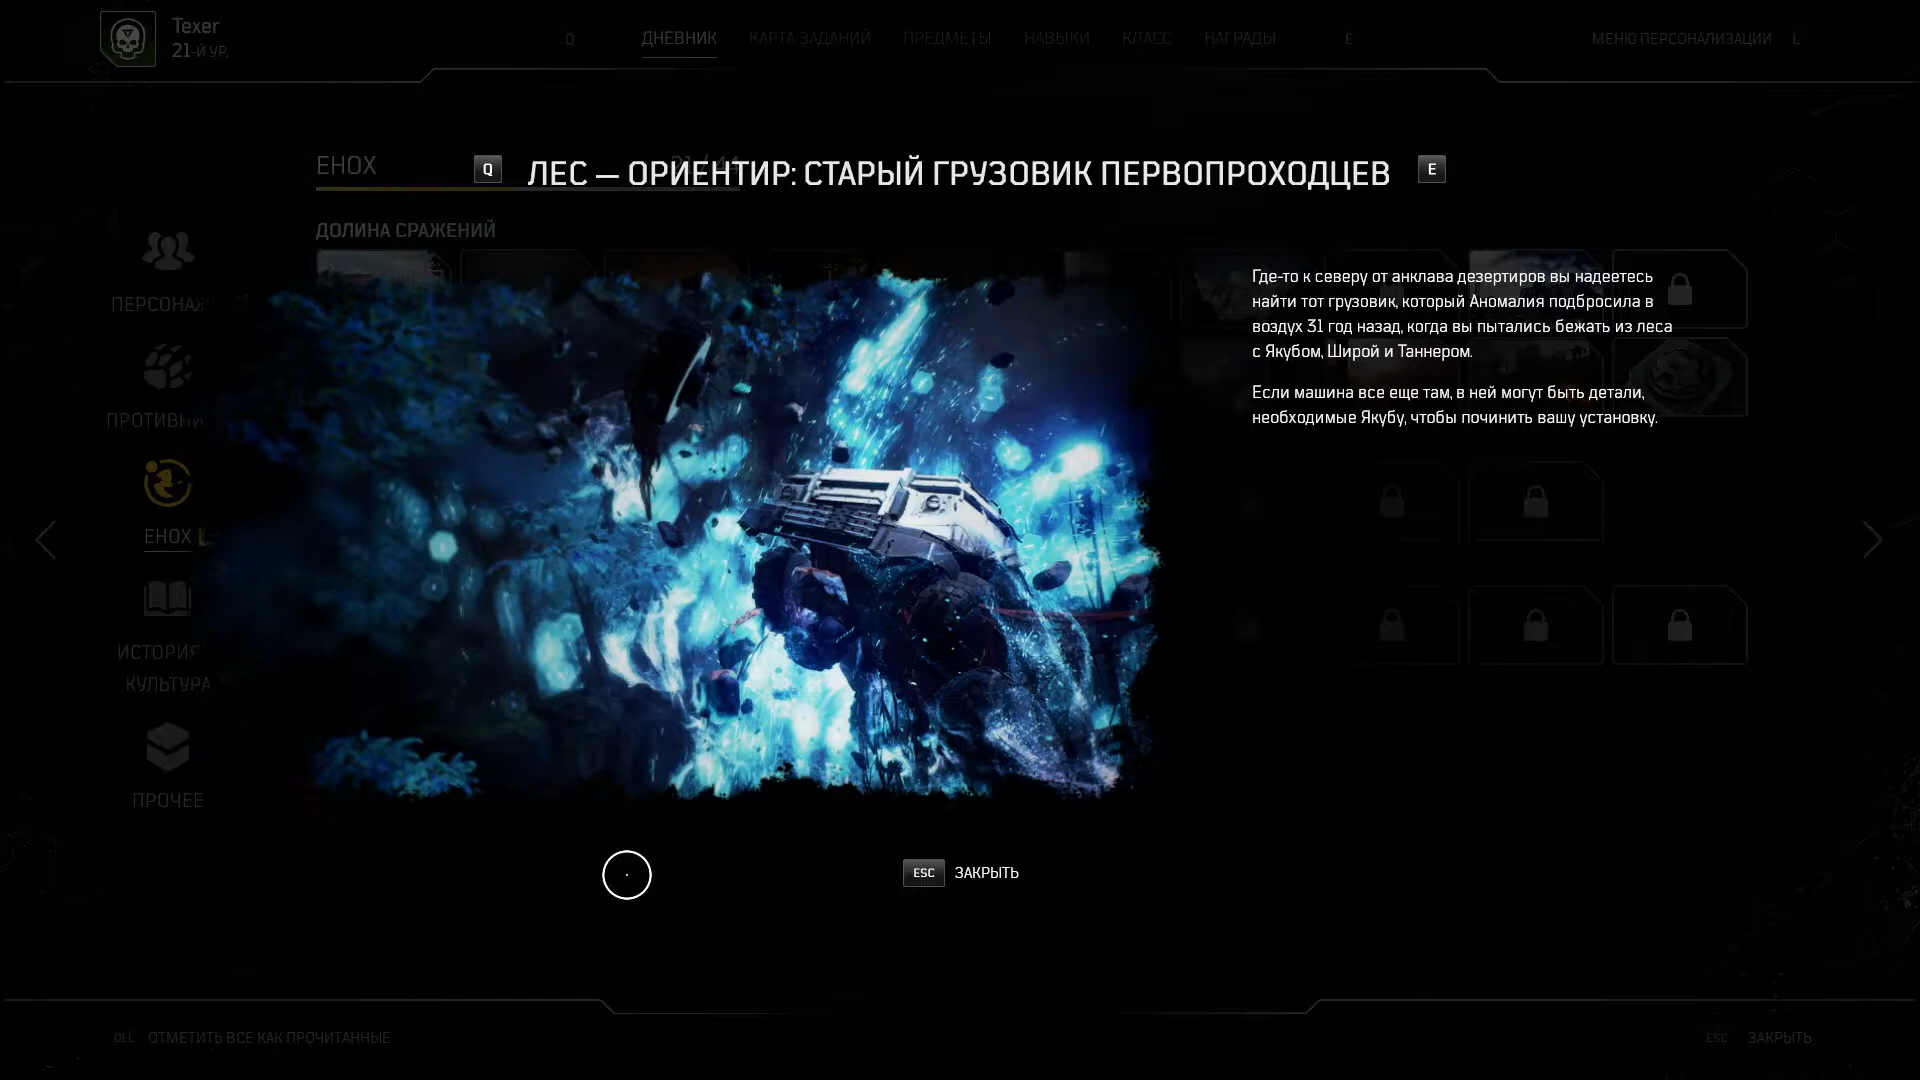 Texer
21-Й УР.
Q
ДНЕВНИК
КАРТА ЗАДАНИЙ
ПРЕДМЕТЫ
НАВЫКИ
КЛАСС
НАГРАДЫ
E
МЕНЮ ПЕРСОНАЛИЗАЦИИ
L
ЕНОХ
Q
ЛЕС — ОРИЕНТИР: СТАРЫЙ ГРУЗОВИК ПЕРВОПРОХОДЦЕВ
E
ДОЛИНА СРАЖЕНИЙ
Где-то к северу от анклава дезертиров вы надеетесь
найти тот грузовик, который Аномалия подбросила в
воздух 31 год назад, когда вы пытались бежать из леса
с Якубом, Широй и Таннером.
Если машина все еще там, в ней могут быть детали,
необходимые Якубу, чтобы починить вашу установку.
ПЕРСОНАЖ
ПРОТИВНИ
ЕНОХ
ИСТОРИЯ
КУЛЬТУРА
ПРОЧЕЕ
ESC ЗАКРЫТЬ
DEL ОТМЕТИТЬ ВСЕ КАК ПРОЧИТАННЫЕ
ESC ЗАКРЫТЬ